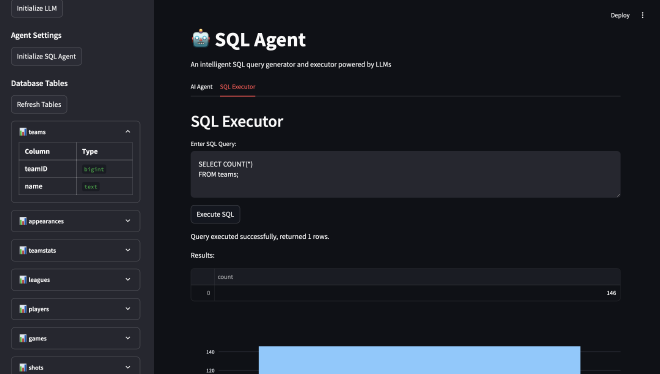 Initialize LLM
Agent Settings
Initialize SQL Agent
Database Tables
Refresh Tables
teams
Column Type
teamID bigint
name text
appearances
teamstats
leagues
players
games
shots
Deploy
SQL Agent
An intelligent SQL query generator and executor powered by LLMs
AI Agent SQL Executor
SQL Executor
Enter SQL Query:
SELECT COUNT(*)
FROM teams;
Execute SQL
Query executed successfully, returned 1 rows.
Results:
count
0 146
140
120